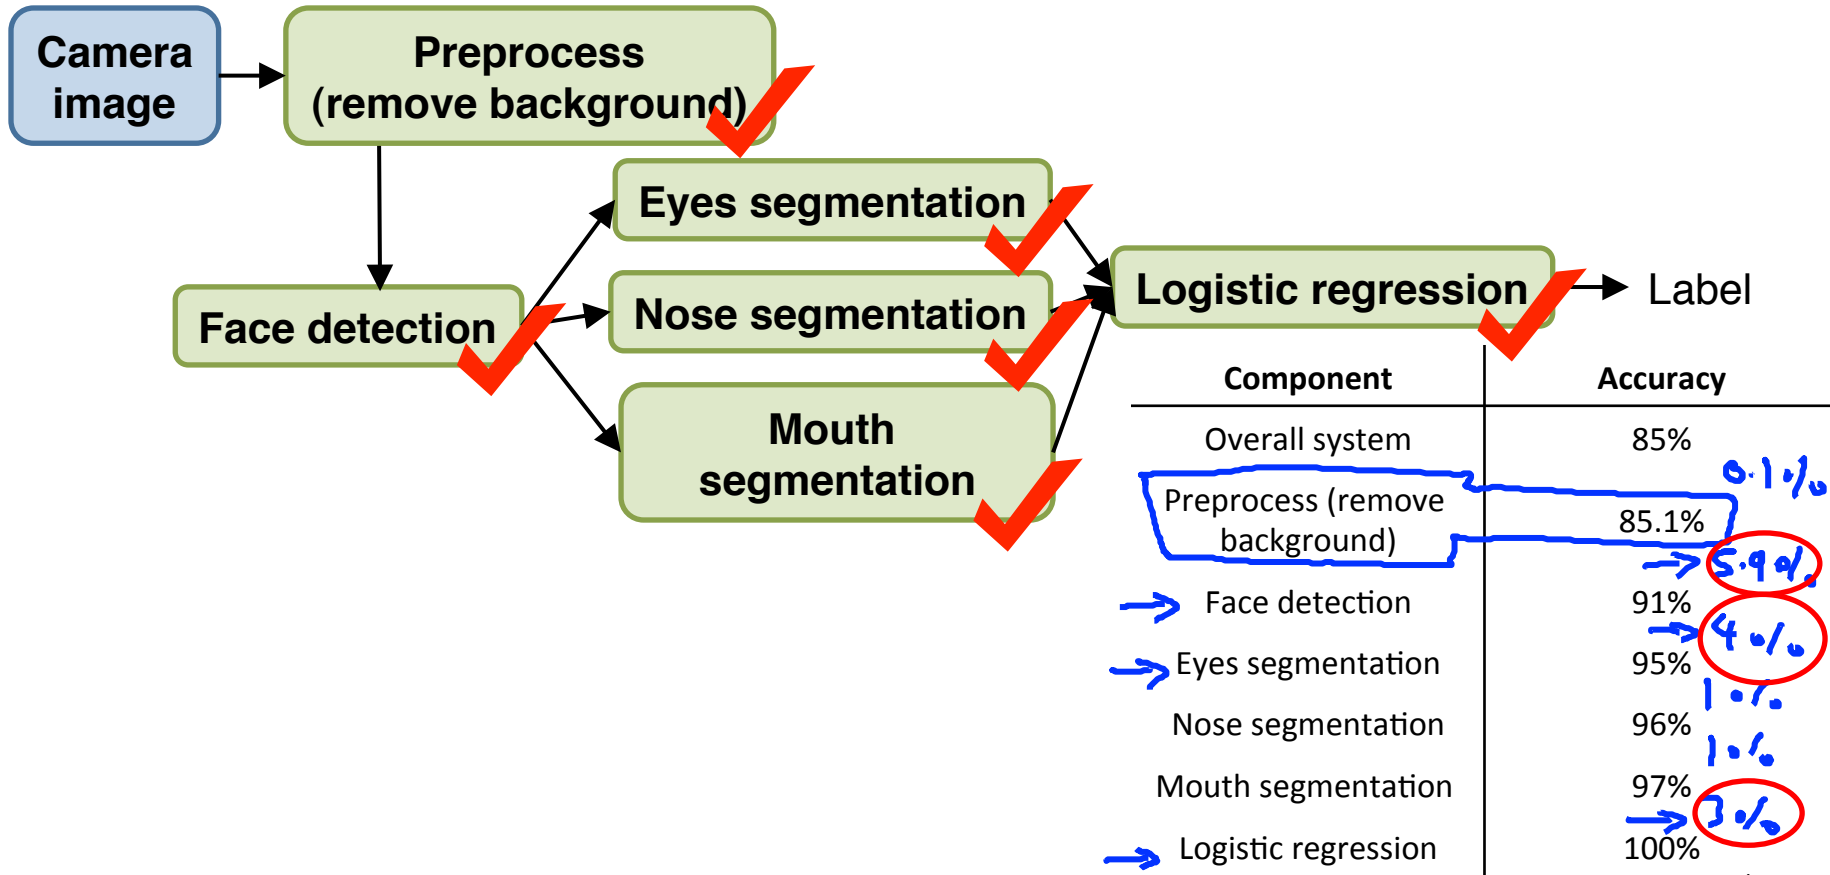 Camera
image
Preprocess
(remove background)
Eyes segmentation
Face detection
Nose segmentation
Mouth
segmentation
Logistic regression
Label
Component Accuracy
Overall system 85%
0.1%
Preprocess (remove
background) 85.1%
5.9%
Face detection 91%
4%
Eyes segmentation 95%
1%
Nose segmentation 96%
1%
Mouth segmentation 97%
3%
Logistic regression 100%